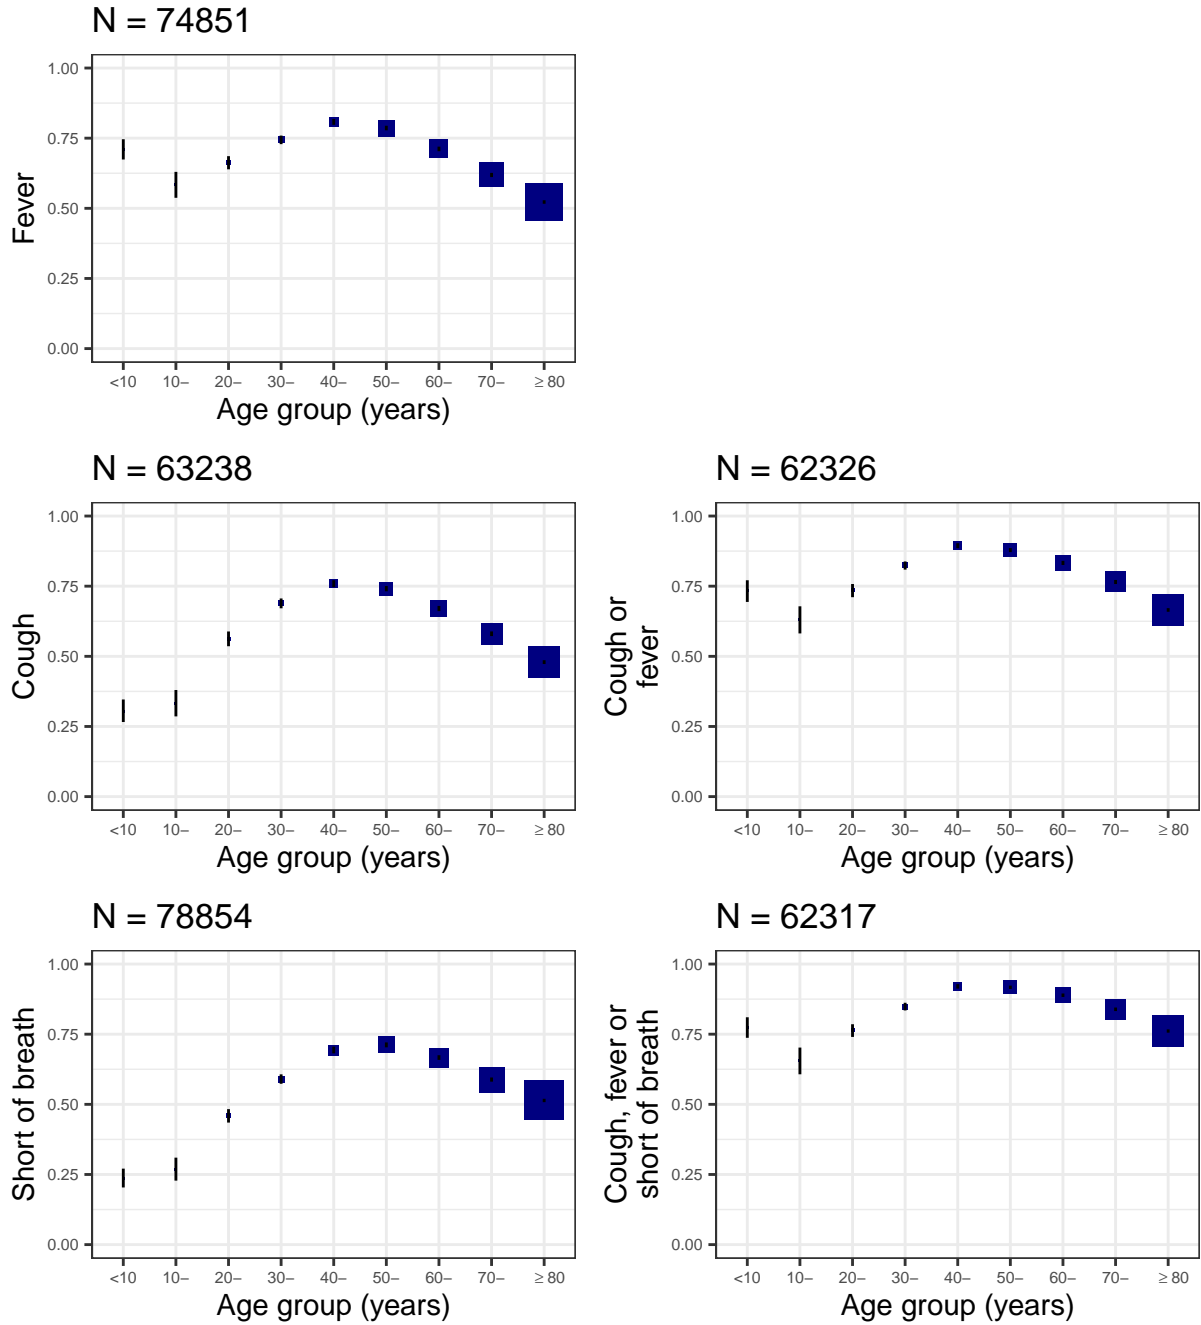 N = 74851
Fever
1.00
0.75
0.50
0.25
0.00
<10 10– 20– 30– 40– 50– 60– 70– ≥ 80
Age group (years)
N = 63238
Cough
1.00
0.75
0.50
0.25
0.00
<10 10– 20– 30– 40– 50– 60– 70– ≥ 80
Age group (years)
N = 62326
Cough or
fever
1.00
0.75
0.50
0.25
0.00
<10 10– 20– 30– 40– 50– 60– 70– ≥ 80
Age group (years)
N = 78854
Short of breath
1.00
0.75
0.50
0.25
0.00
<10 10– 20– 30– 40– 50– 60– 70– ≥ 80
Age group (years)
N = 62317
Cough, fever or
short of breath
1.00
0.75
0.50
0.25
0.00
<10 10– 20– 30– 40– 50– 60– 70– ≥ 80
Age group (years)